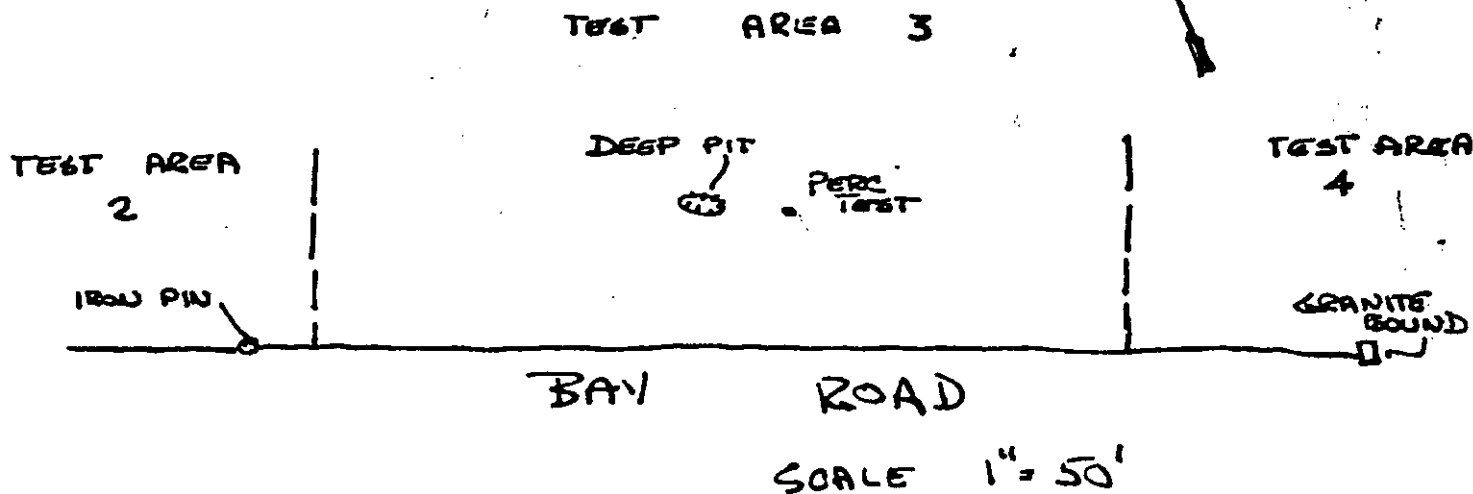 TEST AREA 3
TEST AREA
2
DEEP PIT
PERC
TEST
TEST AREA
4
IRON PIN
GRANITE
BOUND
BAY ROAD
SCALE 1" = 50'